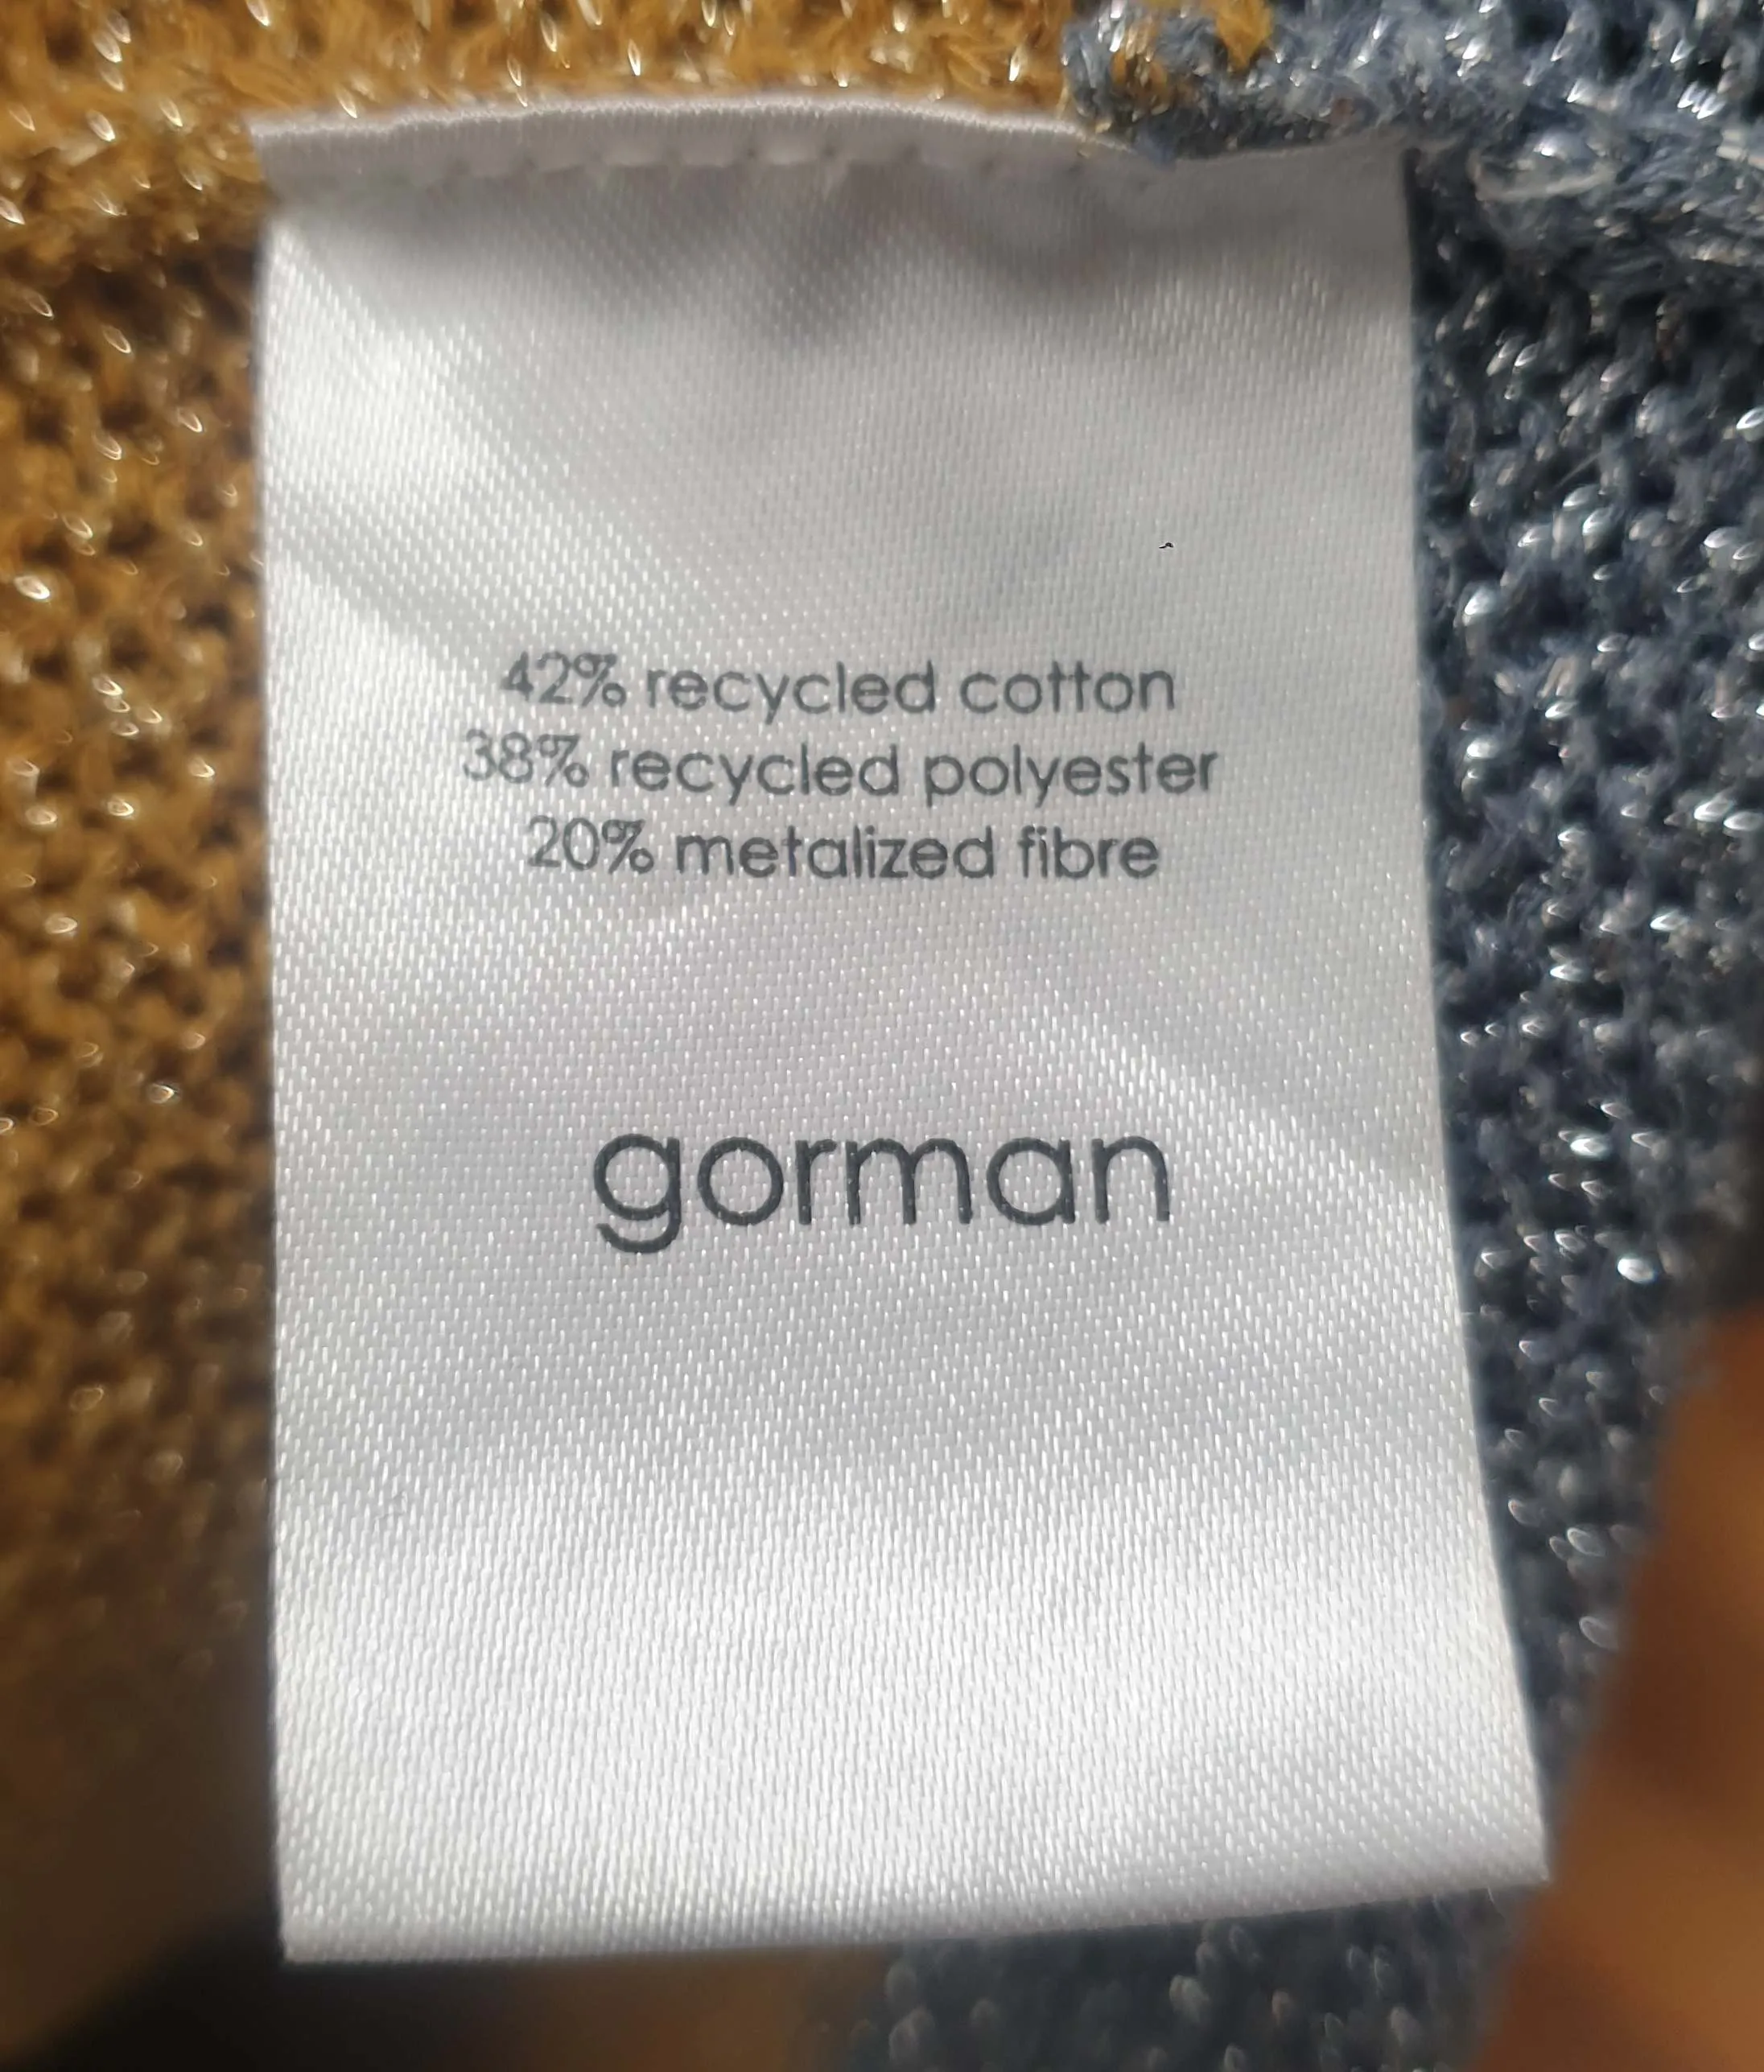 42% recycled cotton
38% recycled polyester
20% metalized fibre
gorman